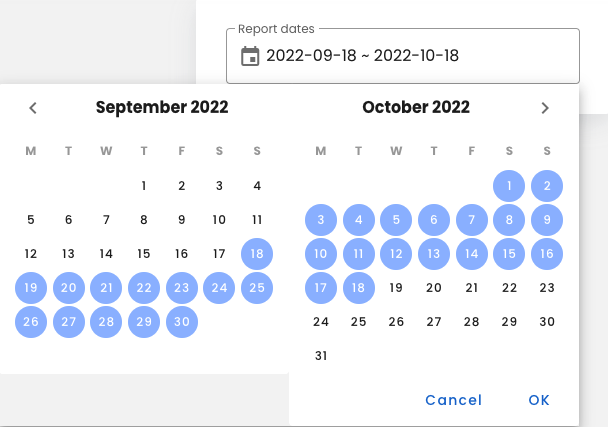 Report dates
2022-09-18 ~ 2022-10-18
September 2022
M T W T F S S
1 2 3 4
5 6 7 8 9 10 11
12 13 14 15 16 17 18
19 20 21 22 23 24 25
26 27 28 29 30
October 2022
M T W T F S S
1 2
3 4 5 6 7 8 9
10 11 12 13 14 15 16
17 18 19 20 21 22 23
24 25 26 27 28 29 30
31
Cancel OK